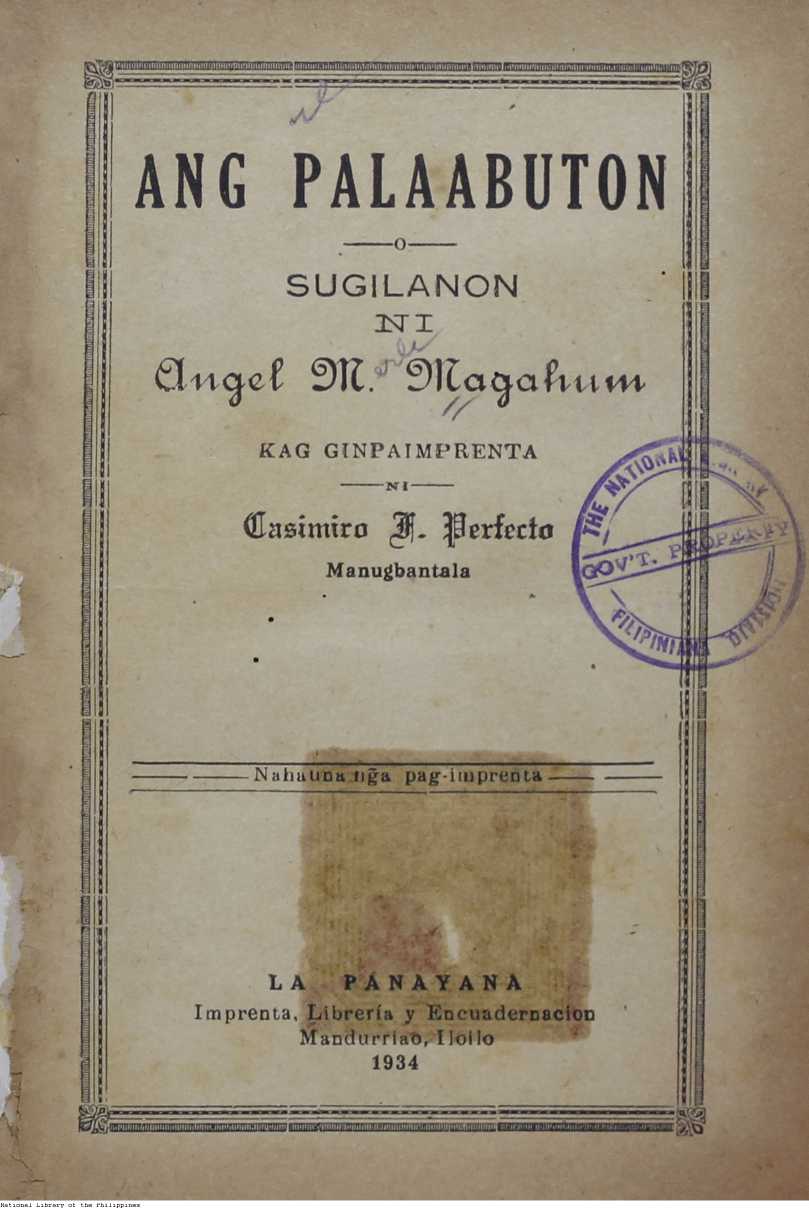 ANG PALAABUTON
O
SUGILANON
NI
Angel M. Magahum
KAG GINPAIMPRENTA
NI
Casimiro F. Perfecto
Manugbantala
THE NATIONAL
GOV'T. PROPERTY
FILIPINIANA DIVISION
Nahauna ng̃a pag-imprenta
LA PANAYANA
Imprenta, Librería y Encuadernacion
Mandurriao, Iloilo
1934
National Library of the Philippines